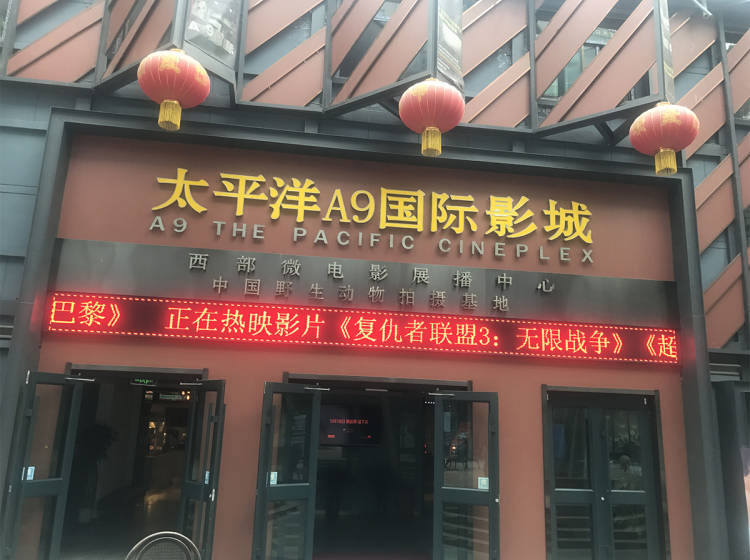 太平洋A9国际影城
A9 THE PACIFIC CINEPLEX
西部微电影展播中心
中国野生动物拍摄基地
巴黎》 正在热映影片《复仇者联盟3：无限战争》《超